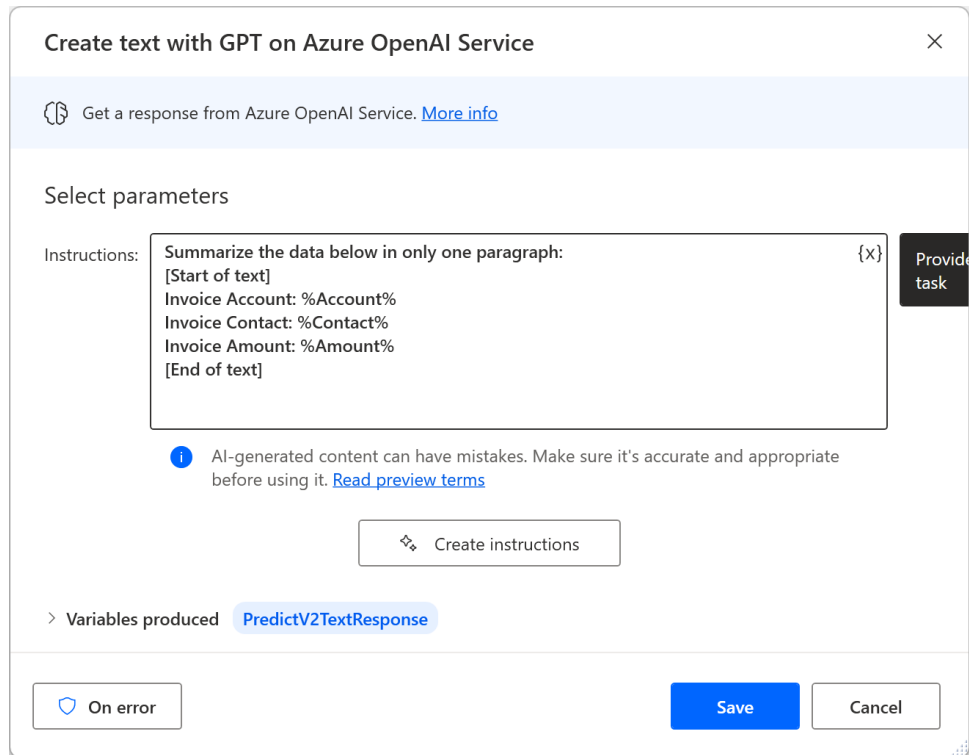 Create text with GPT on Azure OpenAI Service
Get a response from Azure OpenAI Service. More info
Select parameters
Instructions:
Summarize the data below in only one paragraph:
[Start of text]
Invoice Account: %Account%
Invoice Contact: %Contact%
Invoice Amount: %Amount%
[End of text]
{x}
Provide
task
AI-generated content can have mistakes. Make sure it's accurate and appropriate
before using it. Read preview terms
Create instructions
Variables produced PredictV2TextResponse
On error
Save
Cancel